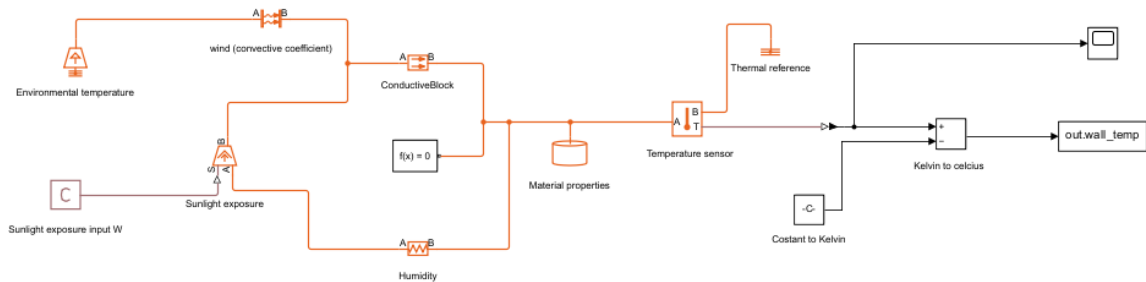 A B
wind (convective coefficient)
Environmental temperature
A B
ConductiveBlock
Thermal reference
B
A
T
Temperature sensor
f(x) = 0
Material properties
+
−
Kelvin to celcius
out.wall_temp
B
S A
Sunlight exposure
C
Sunlight exposure input W
-C-
Costant to Kelvin
A B
Humidity